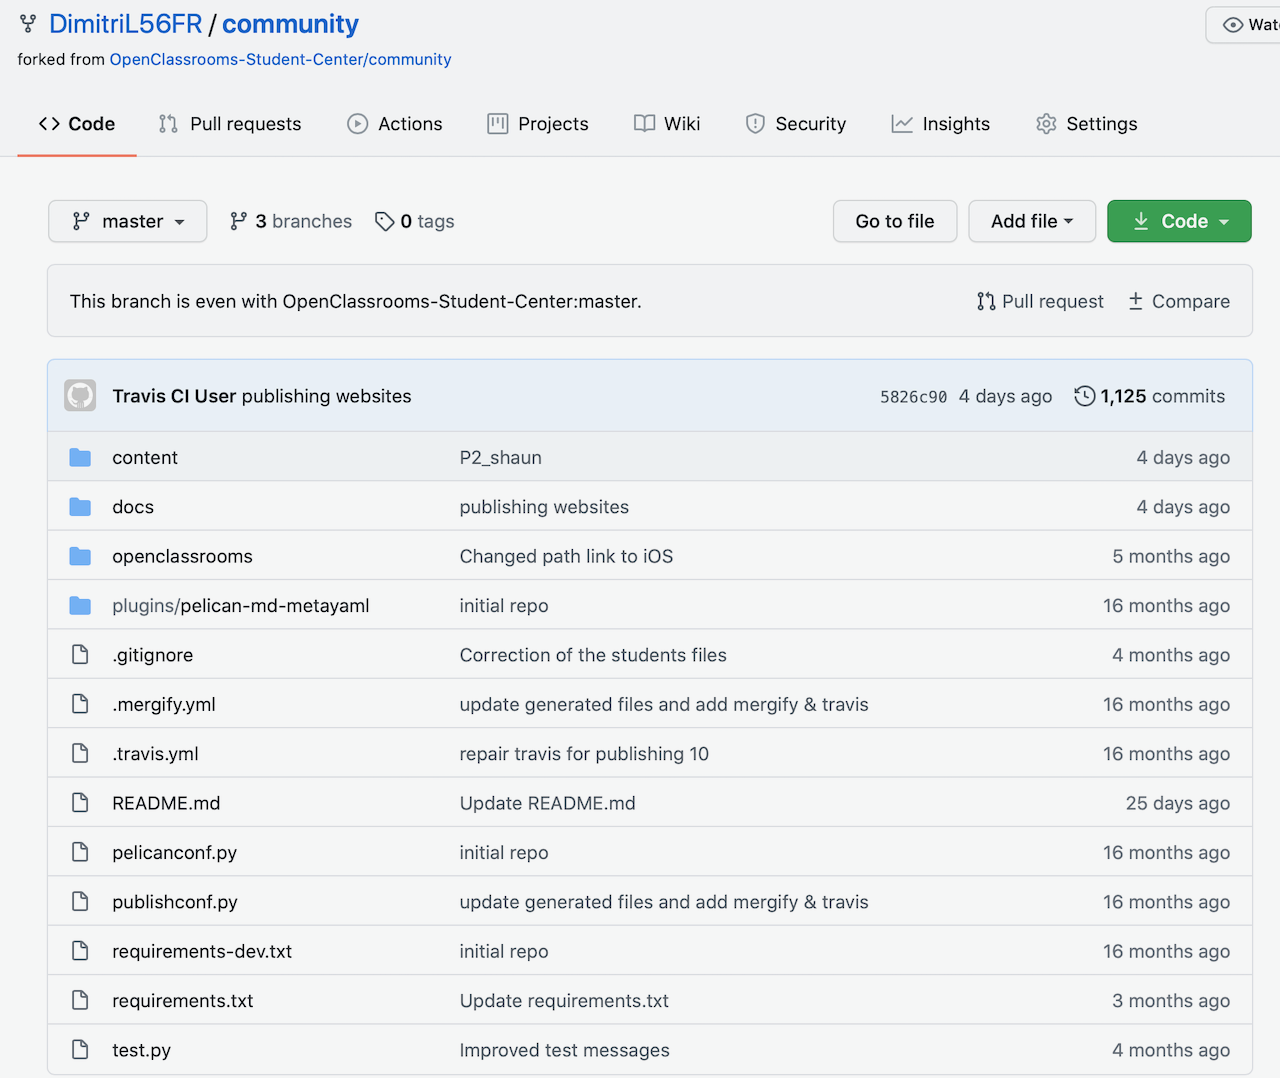 DimitriL56FR / community
forked from OpenClassrooms-Student-Center/community
Code Pull requests Actions Projects Wiki Security Insights Settings
master 3 branches 0 tags Go to file Add file Code
This branch is even with OpenClassrooms-Student-Center:master. Pull request Compare
Travis CI User publishing websites 5826c90 4 days ago 1,125 commits
content P2_shaun 4 days ago
docs publishing websites 4 days ago
openclassrooms Changed path link to iOS 5 months ago
plugins/pelican-md-metayaml initial repo 16 months ago
.gitignore Correction of the students files 4 months ago
.mergify.yml update generated files and add mergify & travis 16 months ago
.travis.yml repair travis for publishing 10 16 months ago
README.md Update README.md 25 days ago
pelicanconf.py initial repo 16 months ago
publishconf.py update generated files and add mergify & travis 16 months ago
requirements-dev.txt initial repo 16 months ago
requirements.txt Update requirements.txt 3 months ago
test.py Improved test messages 4 months ago